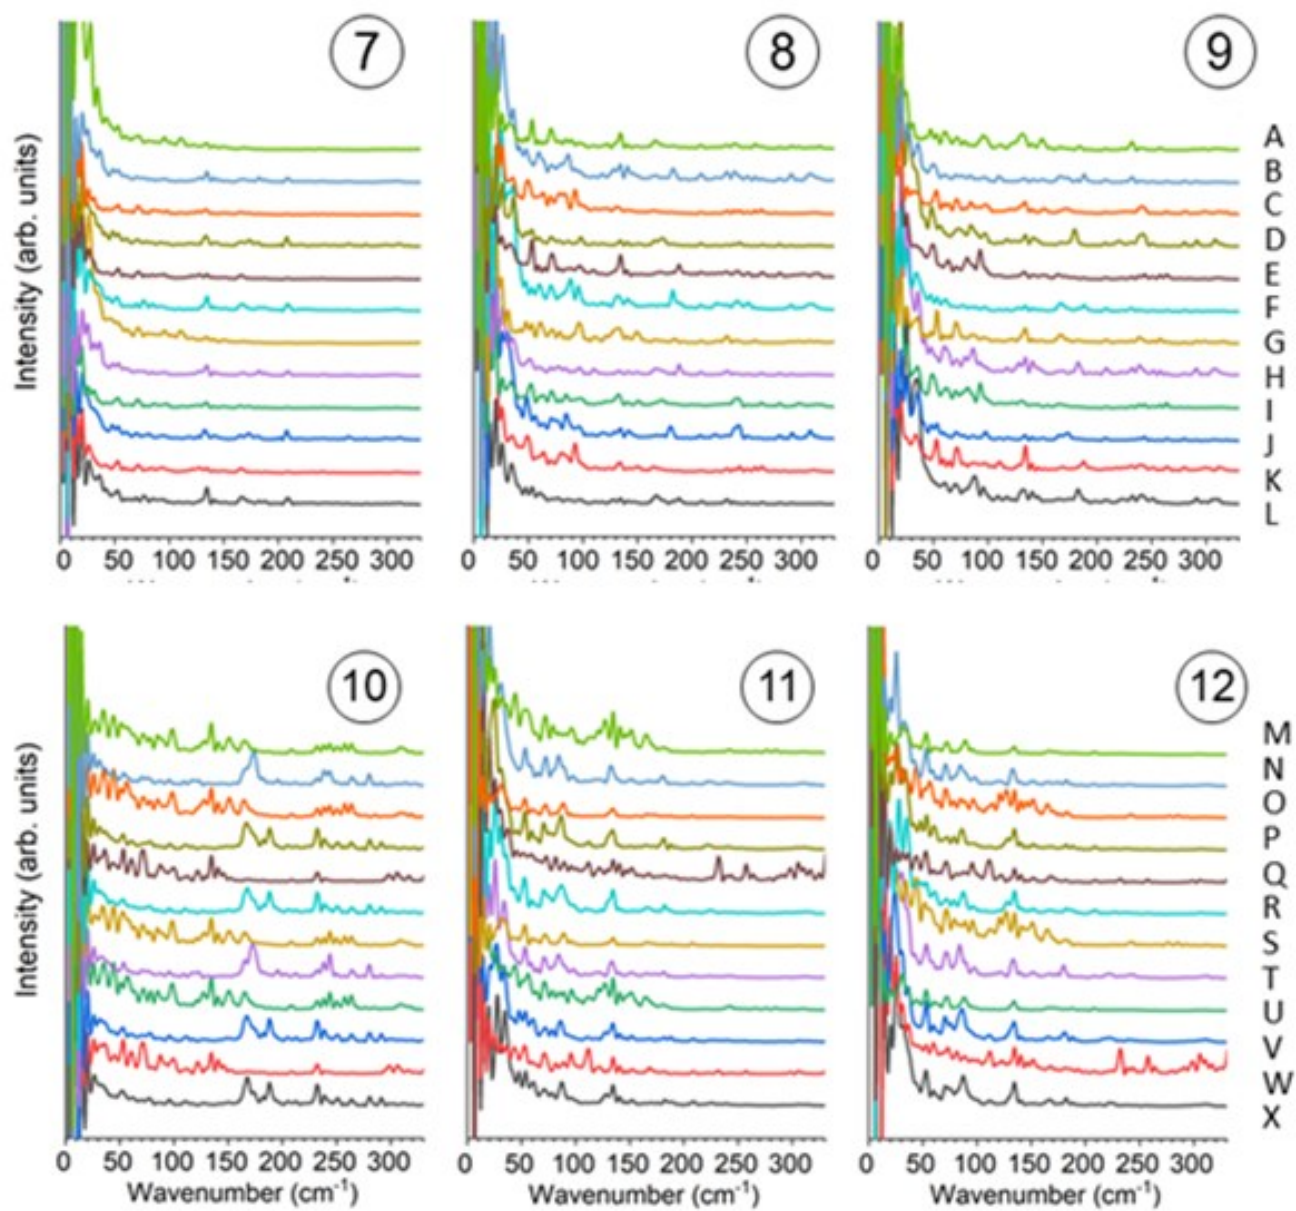 7 8 9
Intensity (arb. units)
A
B
C
D
E
F
G
H
I
J
K
L
0 50 100 150 200 250 300 0 50 100 150 200 250 300 0 50 100 150 200 250 300
10 11 12
Intensity (arb. units)
M
N
O
P
Q
R
S
T
U
V
W
X
0 50 100 150 200 250 300 0 50 100 150 200 250 300 0 50 100 150 200 250 300
Wavenumber (cm⁻¹) Wavenumber (cm⁻¹) Wavenumber (cm⁻¹)